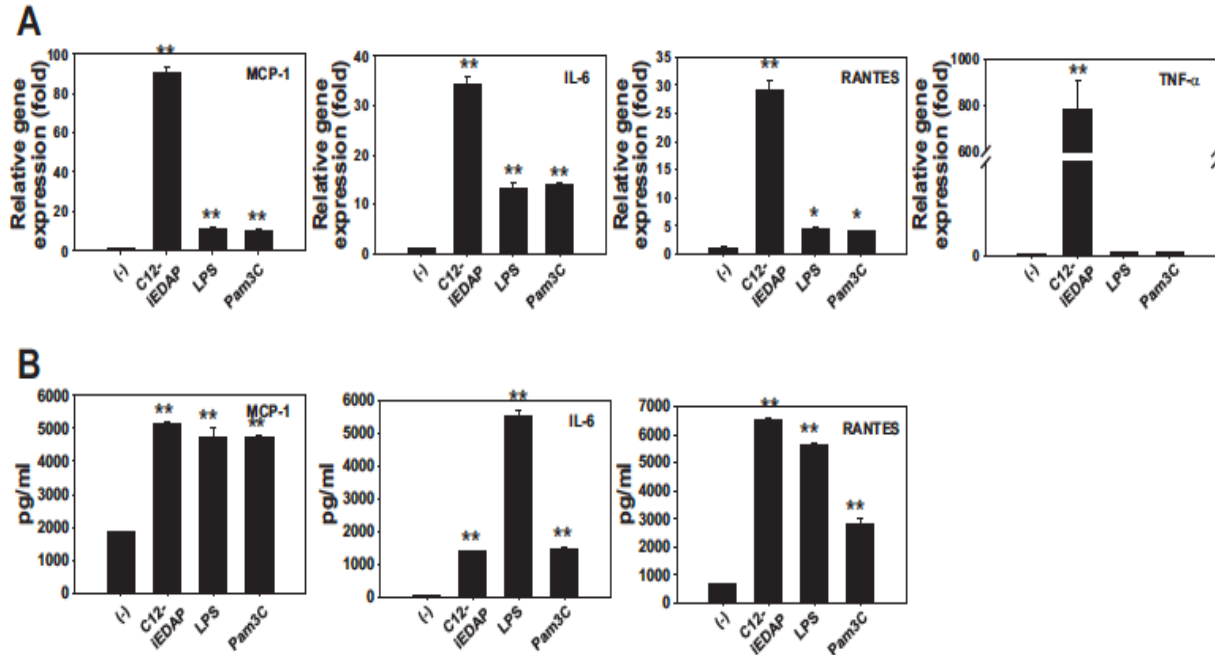 A
Relative gene
expression (fold)
100
80
60
40
20
0
**
**
**
MCP-1
(-)
C12-
iEDAP
LPS
Pam3C
Relative gene
expression (fold)
40
30
20
10
0
**
**
**
IL-6
(-)
C12-
iEDAP
LPS
Pam3C
Relative gene
expression (fold)
35
30
25
20
15
10
5
0
**
*
*
RANTES
(-)
C12-
iEDAP
LPS
Pam3C
Relative gene
expression (fold)
1000
800
600
0
**
TNF-α
(-)
C12-
iEDAP
LPS
Pam3C
B
pg/ml
6000
5000
4000
3000
2000
1000
0
**
**
**
MCP-1
(-)
C12-
iEDAP
LPS
Pam3C
pg/ml
6000
5000
4000
3000
2000
1000
0
**
**
**
IL-6
(-)
C12-
iEDAP
LPS
Pam3C
pg/ml
7000
6000
5000
4000
3000
2000
1000
0
**
**
**
RANTES
(-)
C12-
iEDAP
LPS
Pam3C